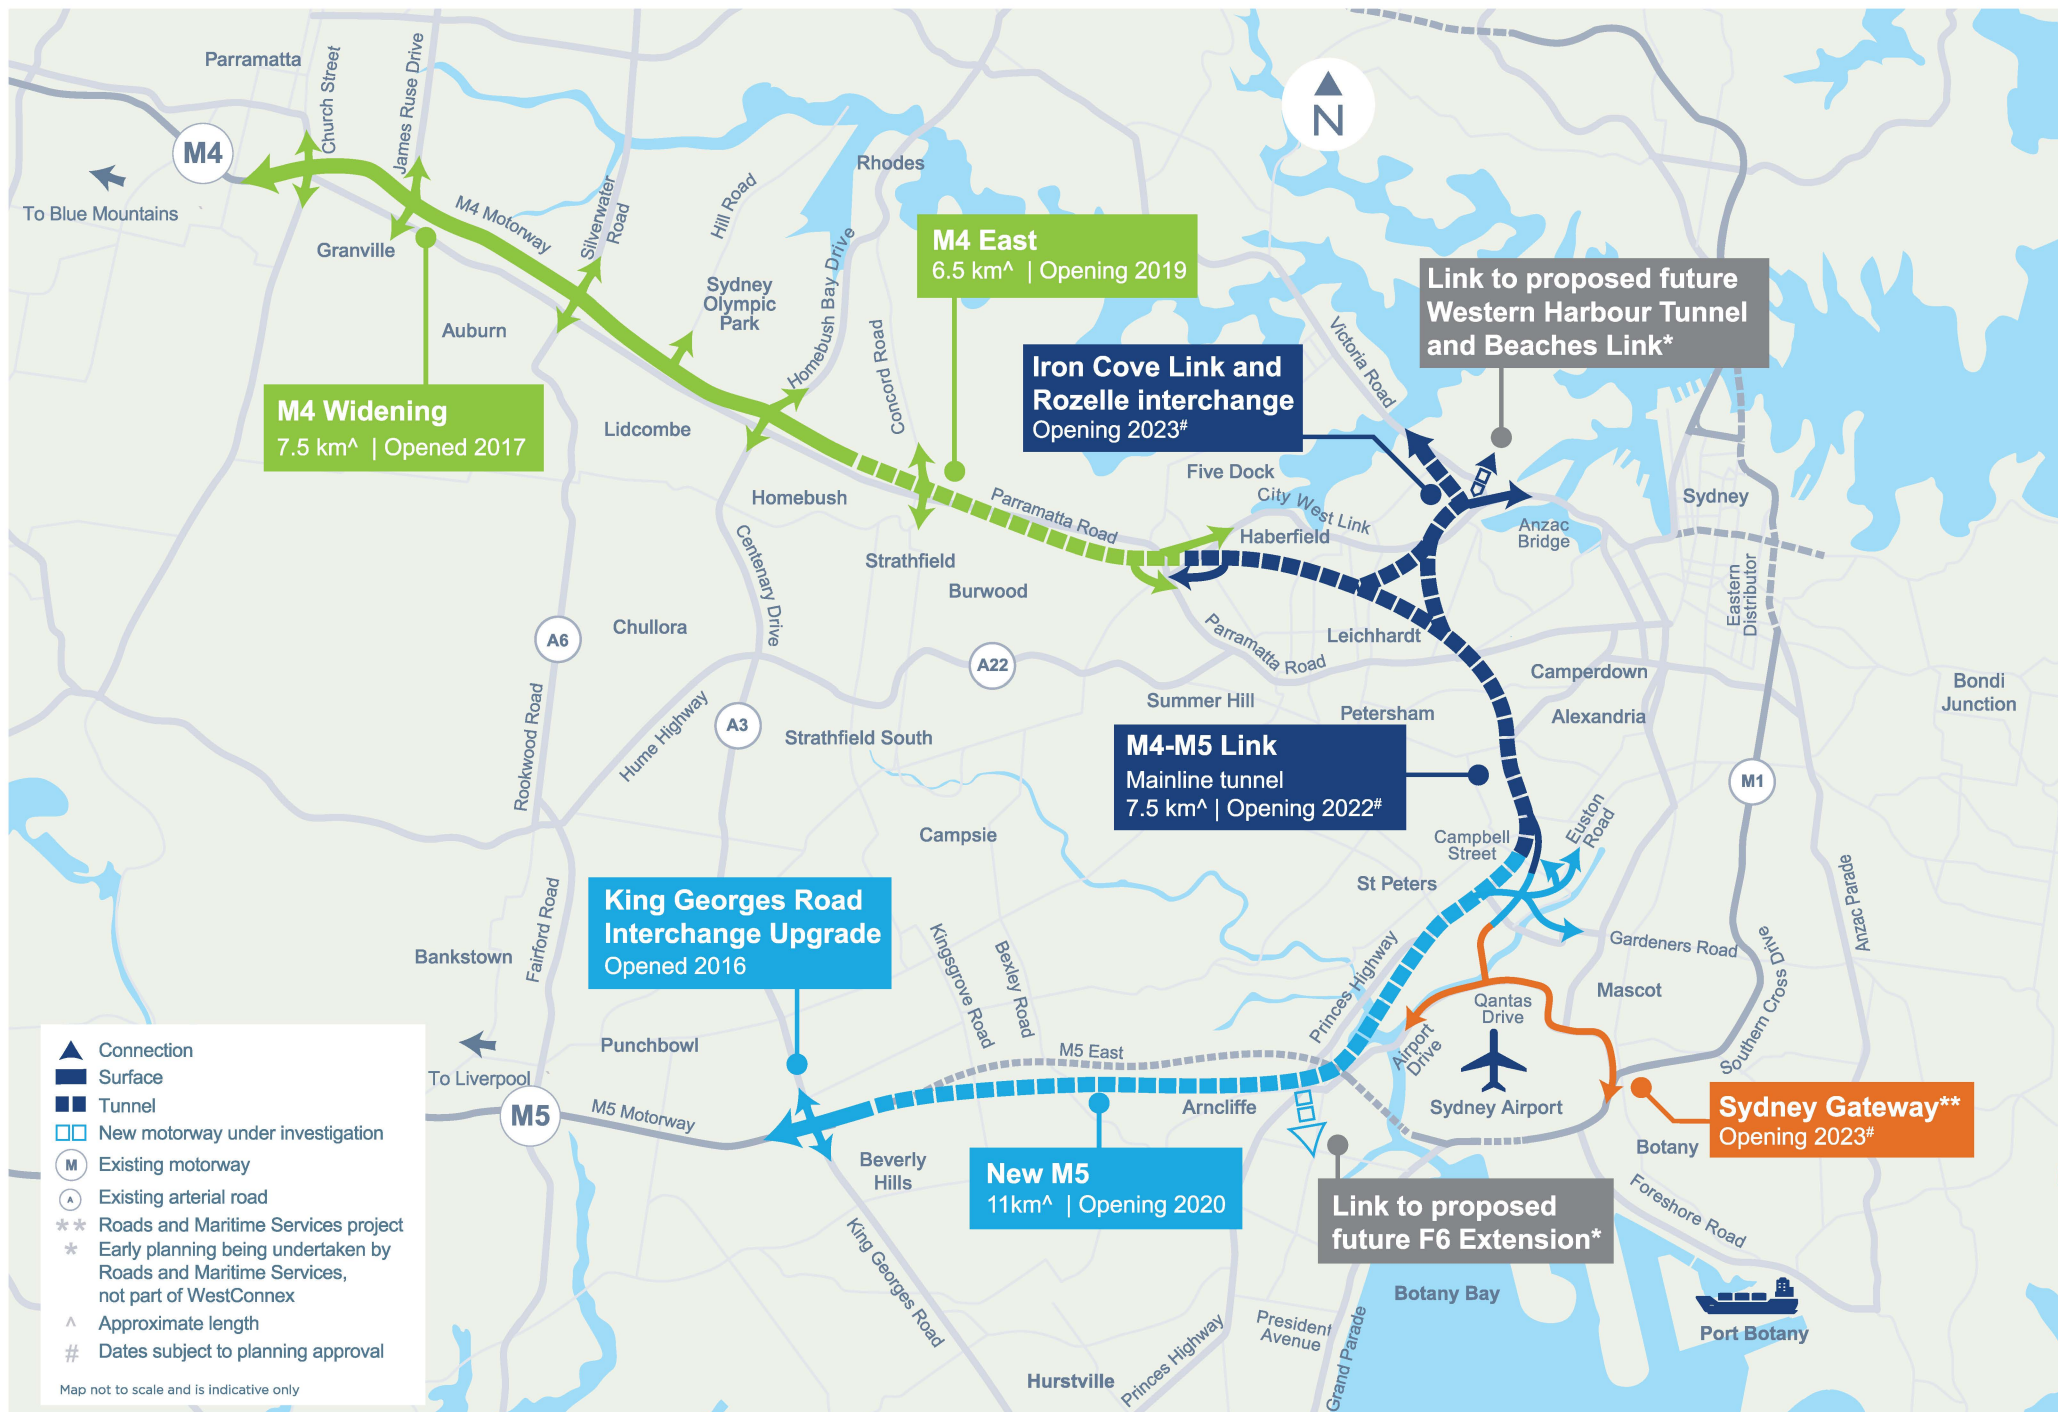 Parramatta
Church Street
James Ruse Drive
M4
To Blue Mountains
Granville
M4 Motorway
Silverwater
Road
Hill Road
Rhodes
N
Sydney
Olympic
Park
Homebush Bay Drive
Auburn
M4 East
6.5 km^ | Opening 2019
Link to proposed future
Western Harbour Tunnel
and Beaches Link*
Victoria Road
Concord Road
Iron Cove Link and
Rozelle interchange
Opening 2023#
M4 Widening
7.5 km^ | Opened 2017
Lidcombe
Homebush
Five Dock
City West Link
Parramatta Road
Haberfield
Anzac
Bridge
Sydney
Strathfield
Burwood
Centenary Drive
Eastern
Distributor
A6
Chullora
A22
Parramatta Road
Leichhardt
Camperdown
Bondi
Junction
Summer Hill
Petersham
Alexandria
Rookwood Road
Hume Highway
A3
Strathfield South
M4-M5 Link
Mainline tunnel
7.5 km^ | Opening 2022#
M1
Campsie
Campbell
Street
Euston
Road
St Peters
Anzac Parade
King Georges Road
Interchange Upgrade
Opened 2016
Bankstown
Fairford Road
Kingsgrove Road
Bexley Road
Princes Highway
Gardeners Road
Southern Cross Drive
Mascot
Qantas
Drive
Airport
Drive
Punchbowl
M5 East
To Liverpool
M5
M5 Motorway
Arncliffe
Sydney Airport
Sydney Gateway**
Opening 2023#
Botany
Beverly
Hills
New M5
11km^ | Opening 2020
Link to proposed
future F6 Extension*
Foreshore Road
King Georges Road
Botany Bay
Port Botany
President
Avenue
Princes Highway
Grand Parade
Hurstville
Connection
Surface
Tunnel
New motorway under investigation
M Existing motorway
A Existing arterial road
** Roads and Maritime Services project
* Early planning being undertaken by
Roads and Maritime Services,
not part of WestConnex
^ Approximate length
# Dates subject to planning approval
Map not to scale and is indicative only